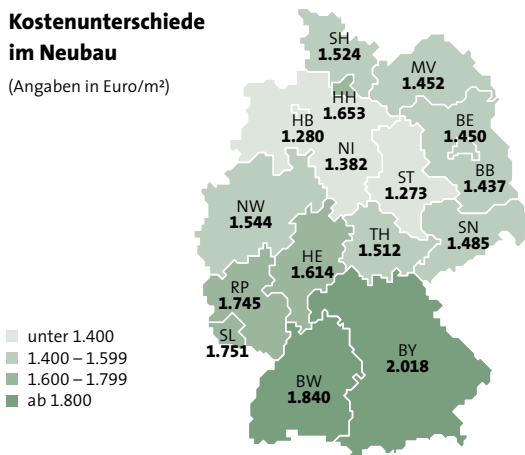 Kostenunterschiede
im Neubau
(Angaben in Euro/m²)
SH
1.524
MV
1.452
HH
1.653
HB
1.280
BE
1.450
NI
1.382
ST
1.273
BB
1.437
NW
1.544
SN
1.485
TH
1.512
HE
1.614
RP
1.745
SL
1.751
BY
2.018
BW
1.840
unter 1.400
1.400 – 1.599
1.600 – 1.799
ab 1.800